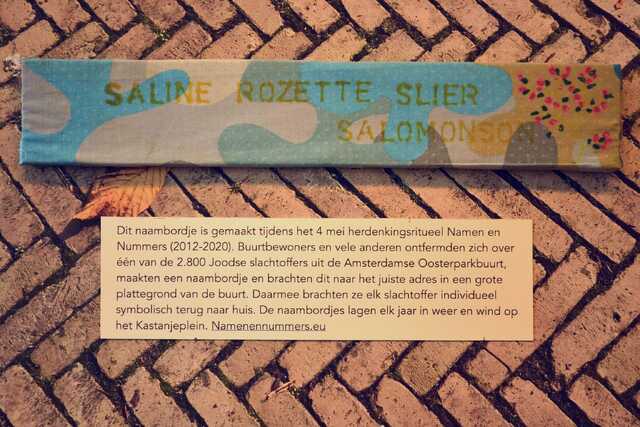 SALINE ROZETTE SLIER
SALOMONSON
Dit naambordje is gemaakt tijdens het 4 mei herdenkingsritueel Namen en
Nummers (2012-2020). Buurtbewoners en vele anderen ontfermden zich over
één van de 2.800 Joodse slachtoffers uit de Amsterdamse Oosterparkbuurt,
maakten een naambordje en brachten dit naar het juiste adres in een grote
plattegrond van de buurt. Daarmee brachten ze elk slachtoffer individueel
symbolisch terug naar huis. De naambordjes lagen elk jaar in weer en wind op
het Kastanjeplein. Namenennummers.eu